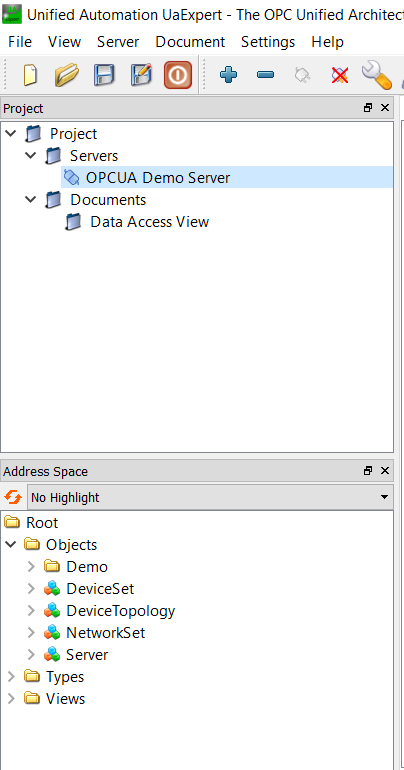 Unified Automation UaExpert - The OPC Unified Architect
File View Server Document Settings Help
Project
Project
Servers
OPCUA Demo Server
Documents
Data Access View
Address Space
No Highlight
Root
Objects
Demo
DeviceSet
DeviceTopology
NetworkSet
Server
Types
Views